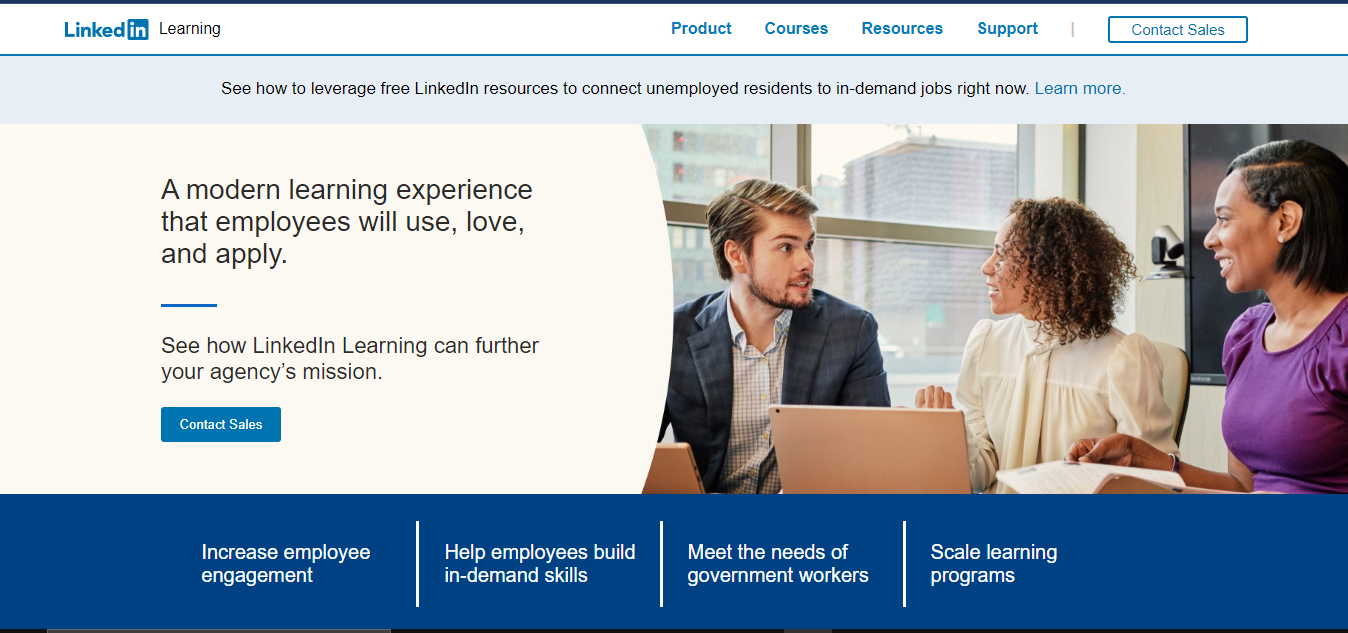 Linked in Learning
Product Courses Resources Support | Contact Sales
See how to leverage free LinkedIn resources to connect unemployed residents to in-demand jobs right now. Learn more.
A modern learning experience
that employees will use, love,
and apply.
See how LinkedIn Learning can further
your agency’s mission.
Contact Sales
Increase employee
engagement
Help employees build
in-demand skills
Meet the needs of
government workers
Scale learning
programs